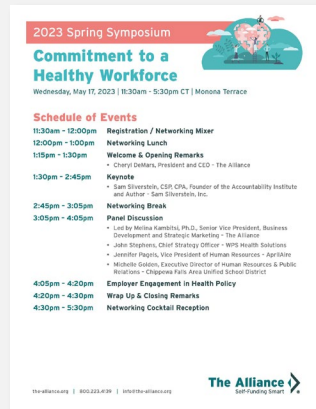 2023 Spring Symposium
Commitment to a
Healthy Workforce
Wednesday, May 17, 2023 | 11:30am - 5:30pm CT | Monona Terrace
Schedule of Events
11:30am - 12:00pm Registration / Networking Mixer
12:00pm - 1:00pm Networking Lunch
1:15pm - 1:30pm Welcome & Opening Remarks
• Cheryl DeMars, President and CEO - The Alliance
1:30pm - 2:45pm Keynote
• Sam Silverstein, CSP, CPA, Founder of the Accountability Institute
and Author - Sam Silverstein, Inc.
2:45pm - 3:05pm Networking Break
3:05pm - 4:05pm Panel Discussion
• Led by Melina Kambitsi, Ph.D., Senior Vice President, Business
Development and Strategic Marketing - The Alliance
• John Stephens, Chief Strategy Officer - WPS Health Solutions
• Jennifer Pagels, Vice President of Human Resources - AprilAire
• Michelle Golden, Executive Director of Human Resources & Public
Relations - Chippewa Falls Area Unified School District
4:05pm - 4:20pm Employer Engagement in Health Policy
4:20pm - 4:30pm Wrap Up & Closing Remarks
4:30pm - 5:30pm Networking Cocktail Reception
the-alliance.org | 800.223.4139 | info@the-alliance.org
The Alliance
Self-Funding Smart